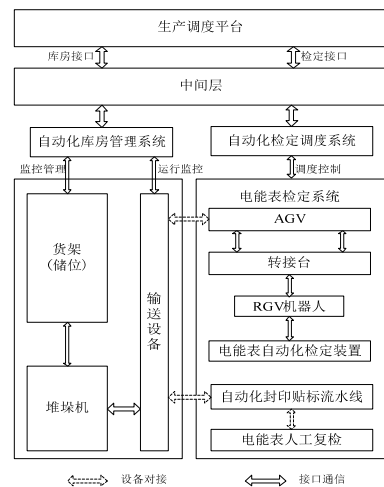 生产调度平台
库房接口
检定接口
中间层
自动化库房管理系统
自动化检定调度系统
监控管理
运行监控
调度控制
电能表检定系统
货架
(储位)
输送设备
AGV
转接台
RGV机器人
电能表自动化检定装置
堆垛机
自动化封印贴标流水线
电能表人工复检
设备对接
接口通信